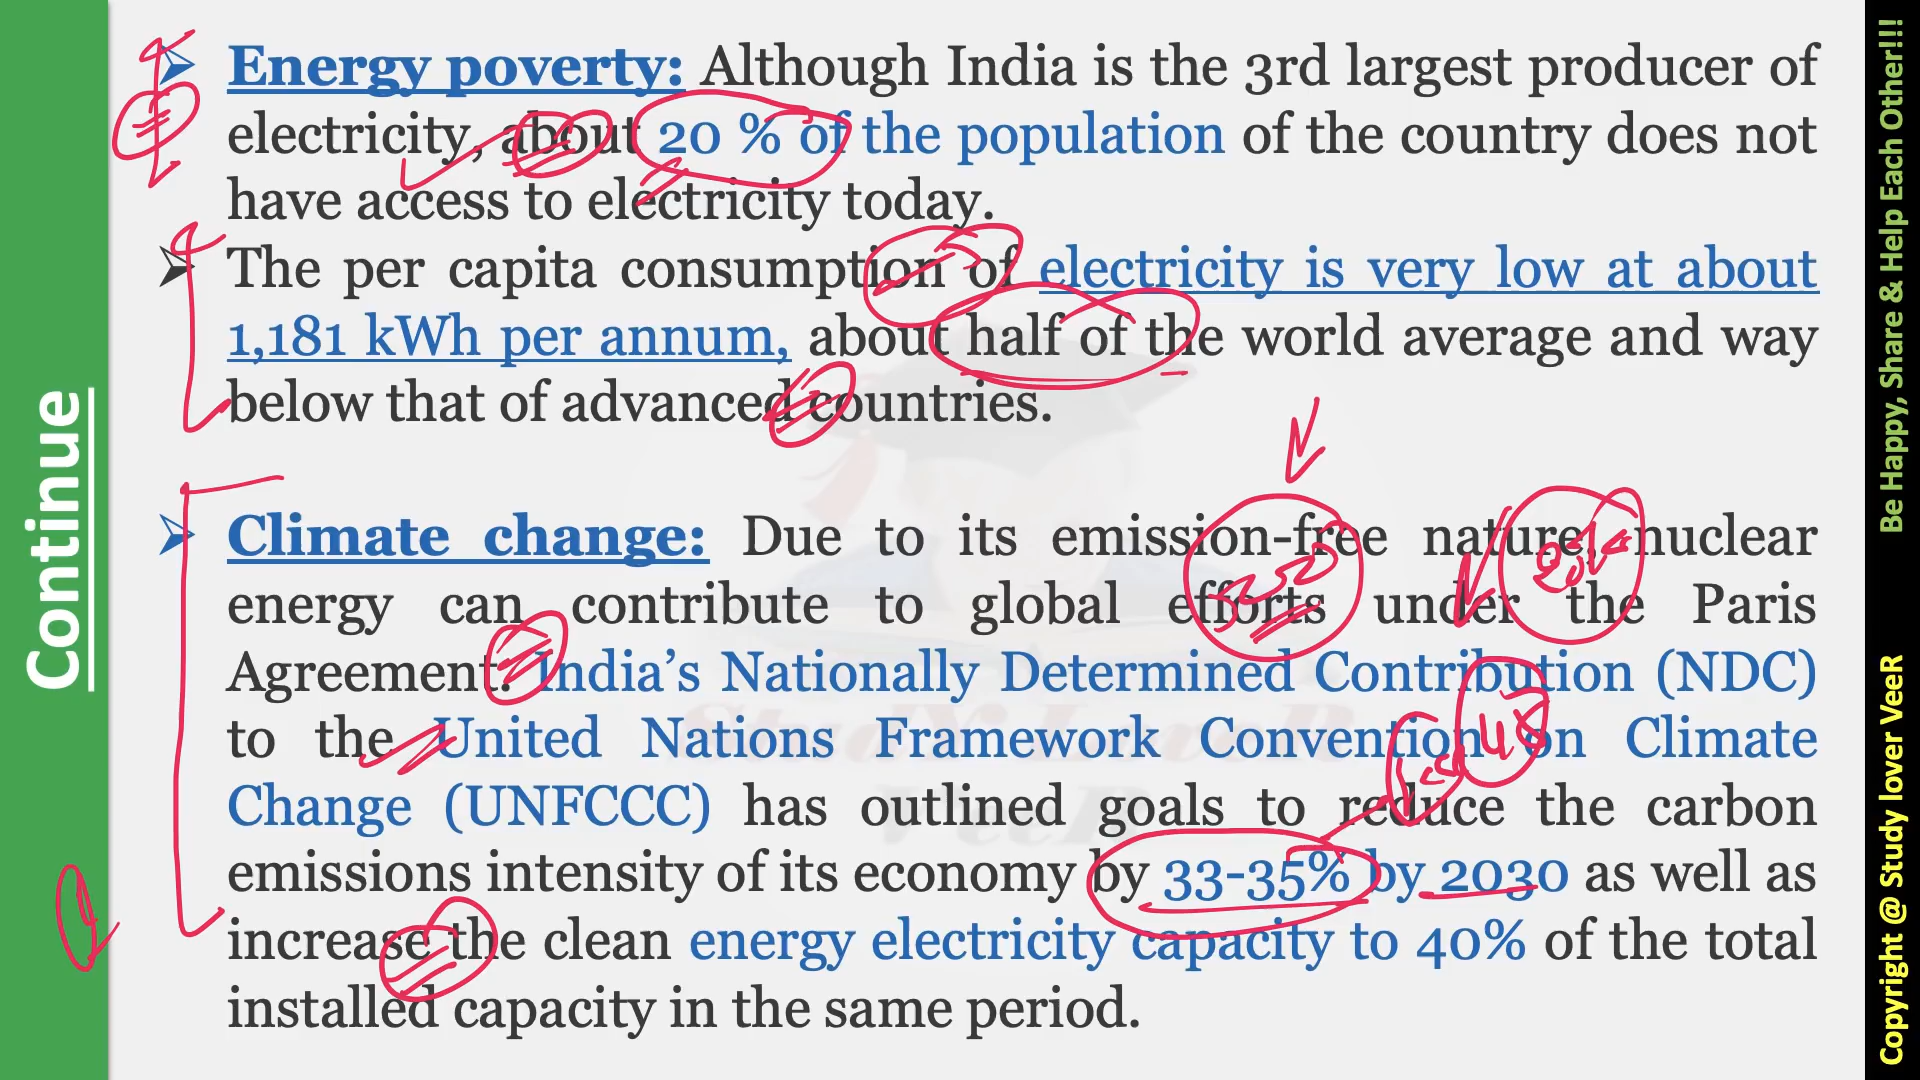 Continue
Energy poverty: Although India is the 3rd largest producer of
electricity, about 20 % of the population of the country does not
have access to electricity today.
The per capita consumption of electricity is very low at about
1,181 kWh per annum, about half of the world average and way
below that of advanced countries.
Climate change: Due to its emission-free nature, nuclear
energy can contribute to global efforts under the Paris
Agreement. India’s Nationally Determined Contribution (NDC)
to the United Nations Framework Convention on Climate
Change (UNFCCC) has outlined goals to reduce the carbon
emissions intensity of its economy by 33-35% by 2030 as well as
increase the clean energy electricity capacity to 40% of the total
installed capacity in the same period.
StudY LoveR
VeeR
Be Happy, Share & Help Each Other!!!
Copyright @ Study lover VeeR